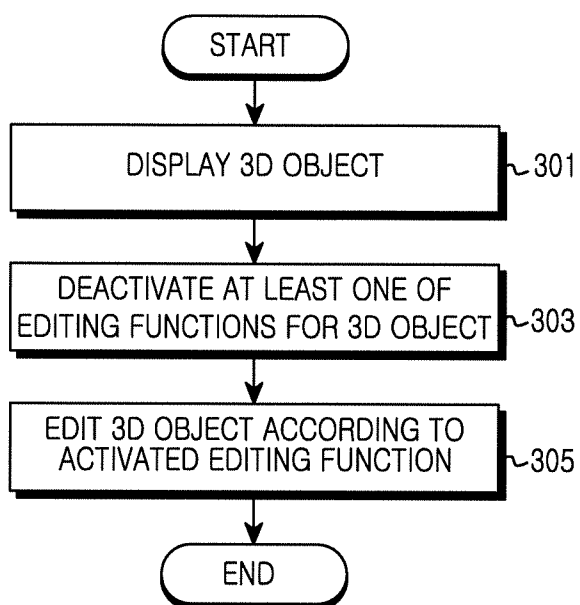 START
DISPLAY 3D OBJECT
301
DEACTIVATE AT LEAST ONE OF
EDITING FUNCTIONS FOR 3D OBJECT
303
EDIT 3D OBJECT ACCORDING TO
ACTIVATED EDITING FUNCTION
305
END